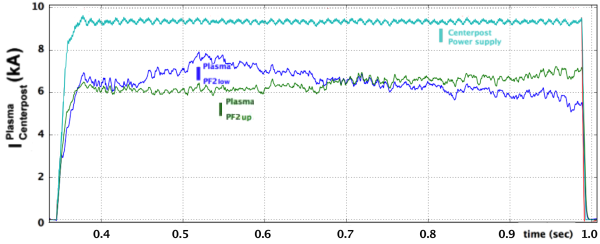 10
8
6
4
2
0
I Plasma
Centerpost (kA)
Centerpost
Power supply
Plasma
PF2 low
Plasma
PF2 up
0.4 0.5 0.6 0.7 0.8 0.9 time (sec) 1.0